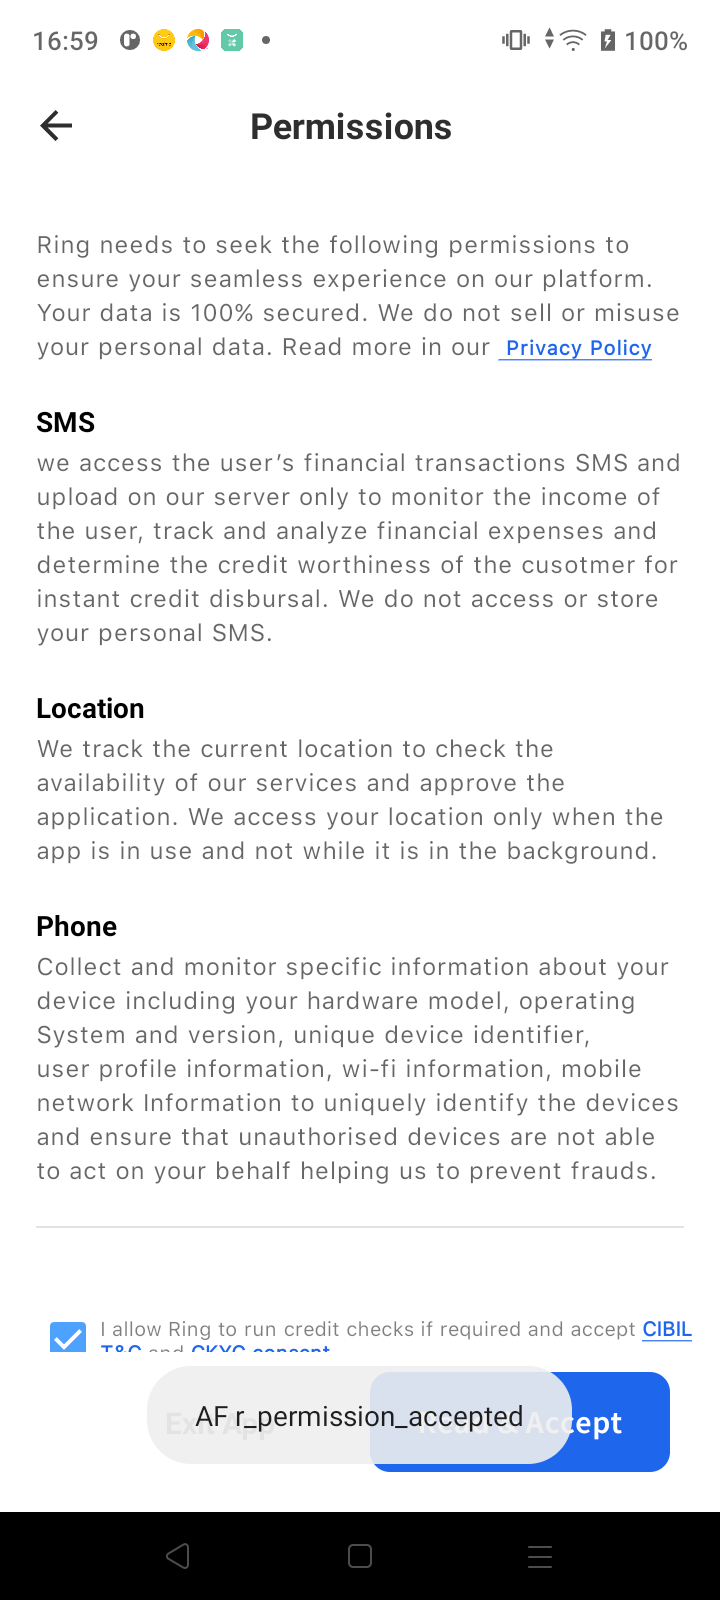 16:59
100%
Permissions
Ring needs to seek the following permissions to
ensure your seamless experience on our platform.
Your data is 100% secured. We do not sell or misuse
your personal data. Read more in our Privacy Policy
SMS
we access the user’s financial transactions SMS and
upload on our server only to monitor the income of
the user, track and analyze financial expenses and
determine the credit worthiness of the cusotmer for
instant credit disbursal. We do not access or store
your personal SMS.
Location
We track the current location to check the
availability of our services and approve the
application. We access your location only when the
app is in use and not while it is in the background.
Phone
Collect and monitor specific information about your
device including your hardware model, operating
System and version, unique device identifier,
user profile information, wi-fi information, mobile
network Information to uniquely identify the devices
and ensure that unauthorised devices are not able
to act on your behalf helping us to prevent frauds.
I allow Ring to run credit checks if required and accept CIBIL
T&C and CKYC consent
Exit App
Read & Accept
AF r_permission_accepted